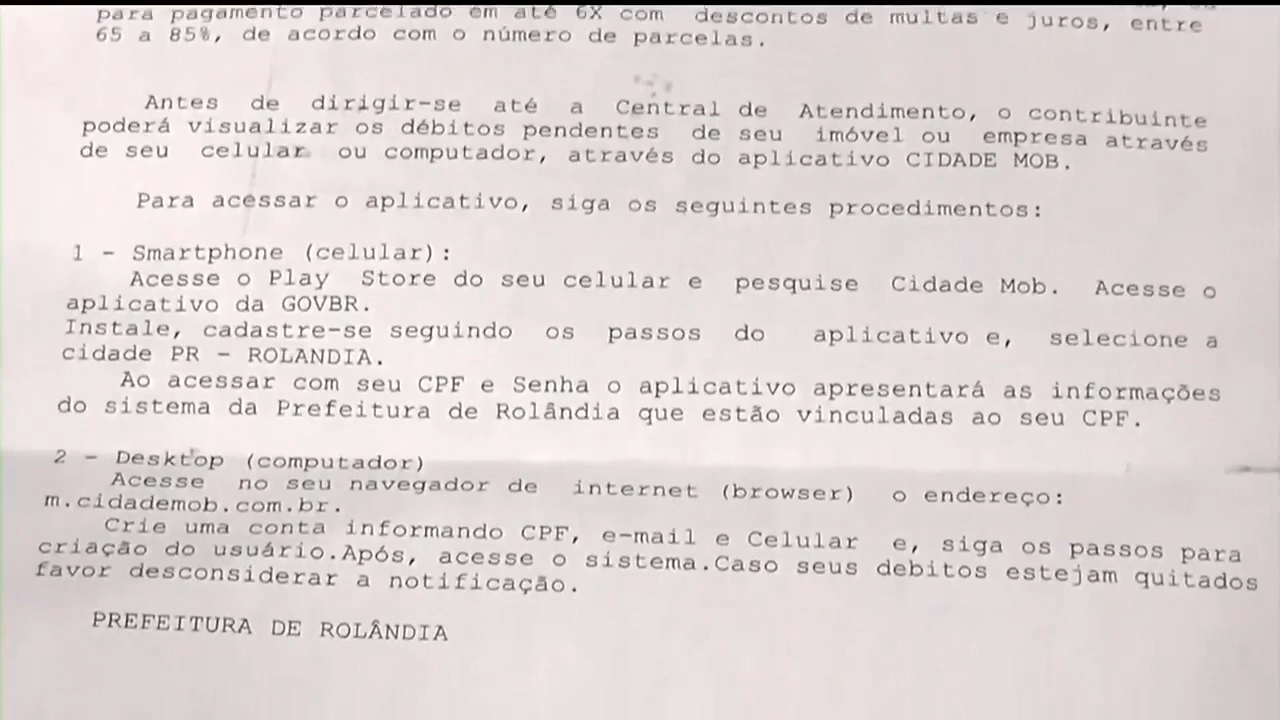 para pagamento parcelado em até 6X com descontos de multas e juros, entre
65 a 85%, de acordo com o número de parcelas.
Antes de dirigir-se até a Central de Atendimento, o contribuinte
poderá visualizar os débitos pendentes de seu imóvel ou empresa através
de seu celular ou computador, através do aplicativo CIDADE MOB.
Para acessar o aplicativo, siga os seguintes procedimentos:
1 - Smartphone (celular):
Acesse o Play Store do seu celular e pesquise Cidade Mob. Acesse o
aplicativo da GOVBR.
Instale, cadastre-se seguindo os passos do aplicativo e, selecione a
cidade PR - ROLANDIA.
Ao acessar com seu CPF e Senha o aplicativo apresentará as informações
do sistema da Prefeitura de Rolândia que estão vinculadas ao seu CPF.
2 - Desktop (computador)
Acesse no seu navegador de internet (browser) o endereço:
m.cidademob.com.br.
Crie uma conta informando CPF, e-mail e Celular e, siga os passos para
criação do usuário.Após, acesse o sistema.Caso seus debitos estejam quitados
favor desconsiderar a notificação.
PREFEITURA DE ROLÂNDIA